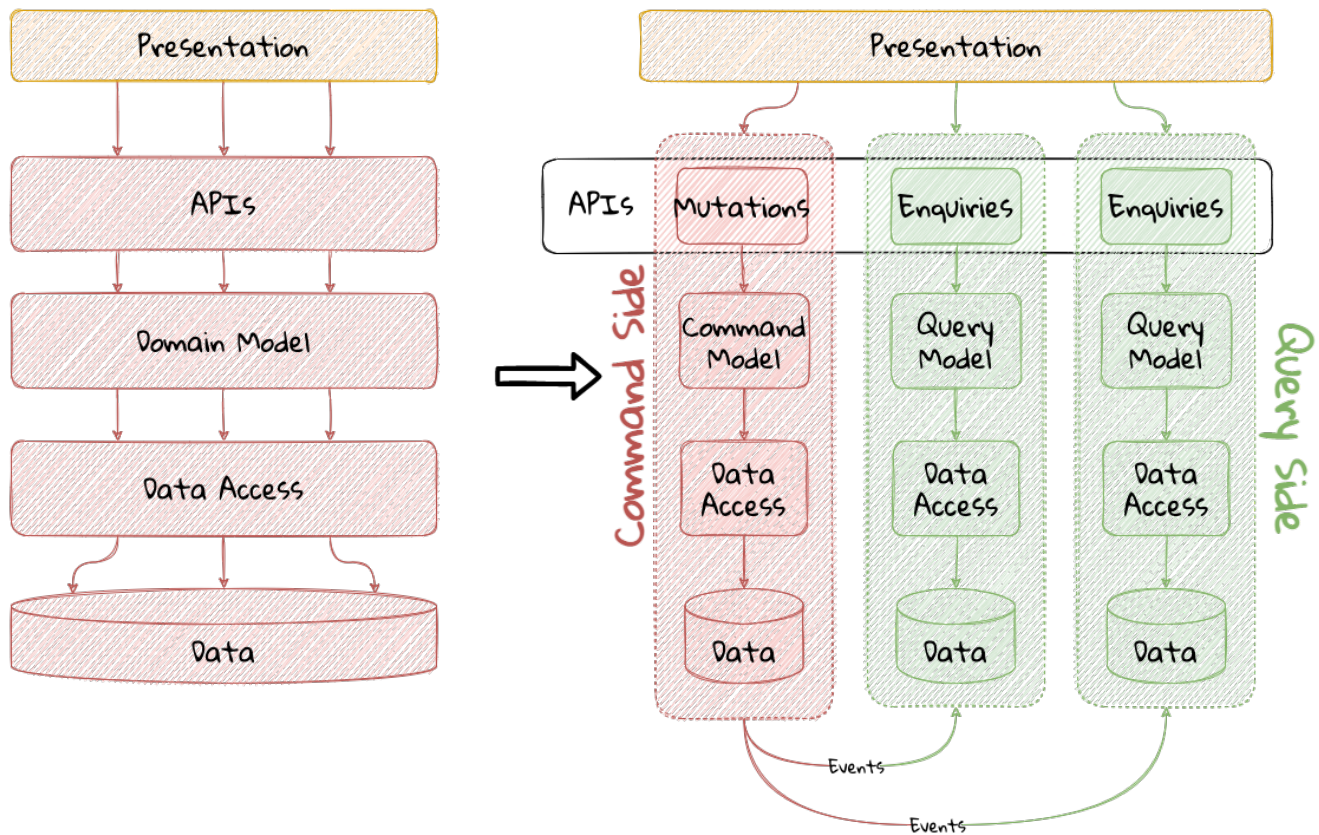 Presentation
APIs
Domain Model
Data Access
Data
Presentation
APIs
Mutations
Enquiries
Enquiries
Command Side
Command
Model
Query
Model
Query
Model
Query Side
Data
Access
Data
Access
Data
Access
Data
Data
Data
Events
Events